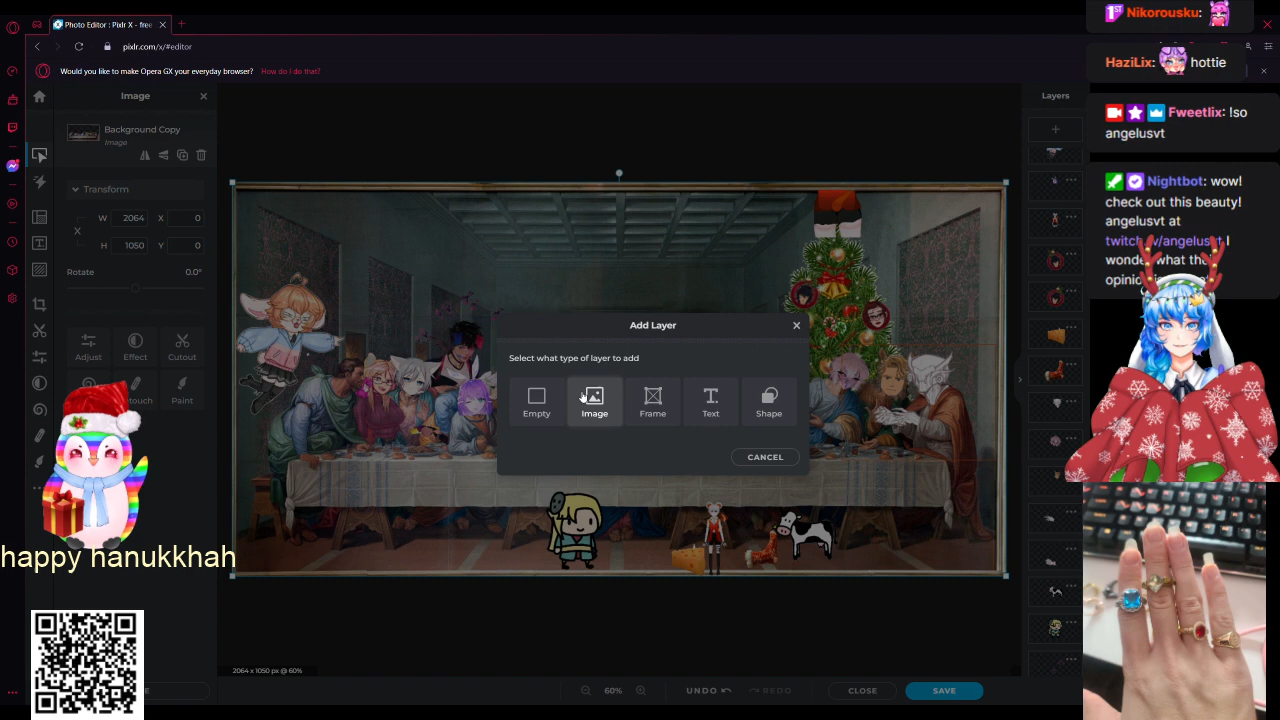 Photo Editor : Pixlr X - free
pixlr.com/x/#editor
Would you like to make Opera GX your everyday browser? How do I do that?
Image
Background Copy
Image
Transform
W 2064 X 0
H 1050 Y 0
Rotate 0.0°
Adjust Effect Cutout
Paint
happy hanukkhah
Add Layer
Select what type of layer to add
Empty Image Frame Text Shape
CANCEL
2064 x 1050 px @ 60%
60% UNDO REDO CLOSE SAVE
Layers
1ST Nikorousku:
HaziLix: hottie
Fweetlix: !so
angelusvt
Nightbot: wow!
check out this beauty!
angelusvt at
I
opini